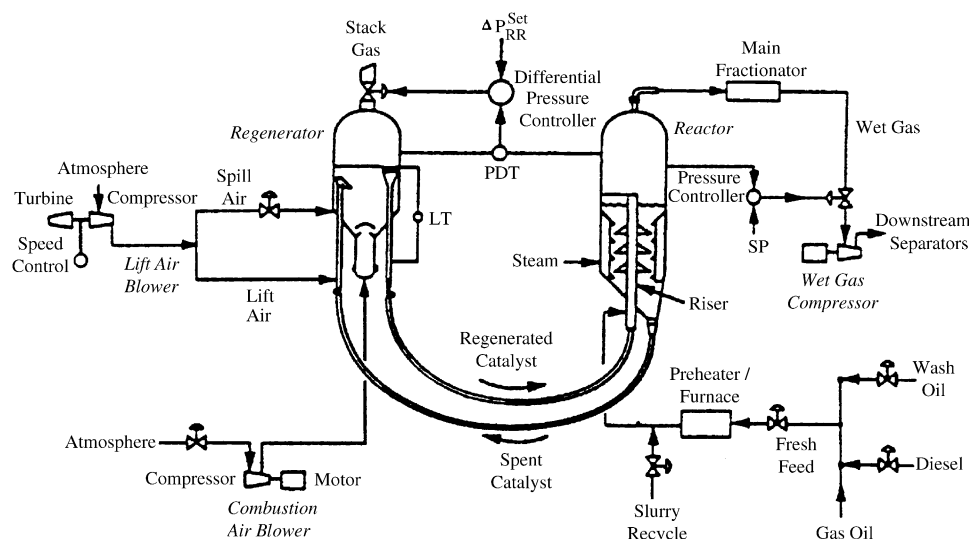 Stack
Gas
Δ P Set RR
Differential
Pressure
Controller
Main
Fractionator
Regenerator
Reactor
Wet Gas
PDT
Atmosphere
Turbine
Compressor
Spill
Air
LT
Pressure
Controller
SP
Downstream
Separators
Speed
Control
Lift Air
Blower
Lift
Air
Steam
Riser
Wet Gas
Compressor
Regenerated
Catalyst
Preheater /
Furnace
Wash
Oil
Fresh
Feed
Diesel
Atmosphere
Compressor
Motor
Combustion
Air Blower
Spent
Catalyst
Slurry
Recycle
Gas Oil